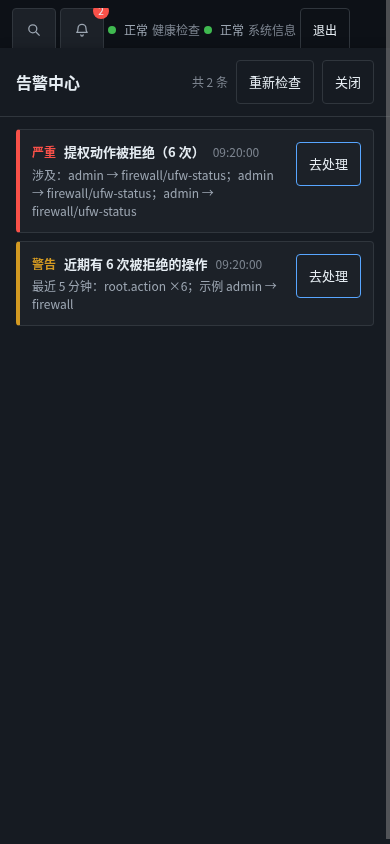 2
正常 健康检查 正常 系统信息 退出
告警中心 共 2 条 重新检查 关闭
严重 提权动作被拒绝（6 次） 09:20:00 去处理
涉及：admin → firewall/ufw-status；admin
→ firewall/ufw-status；admin →
firewall/ufw-status
警告 近期有 6 次被拒绝的操作 09:20:00 去处理
最近 5 分钟：root.action ×6；示例 admin →
firewall